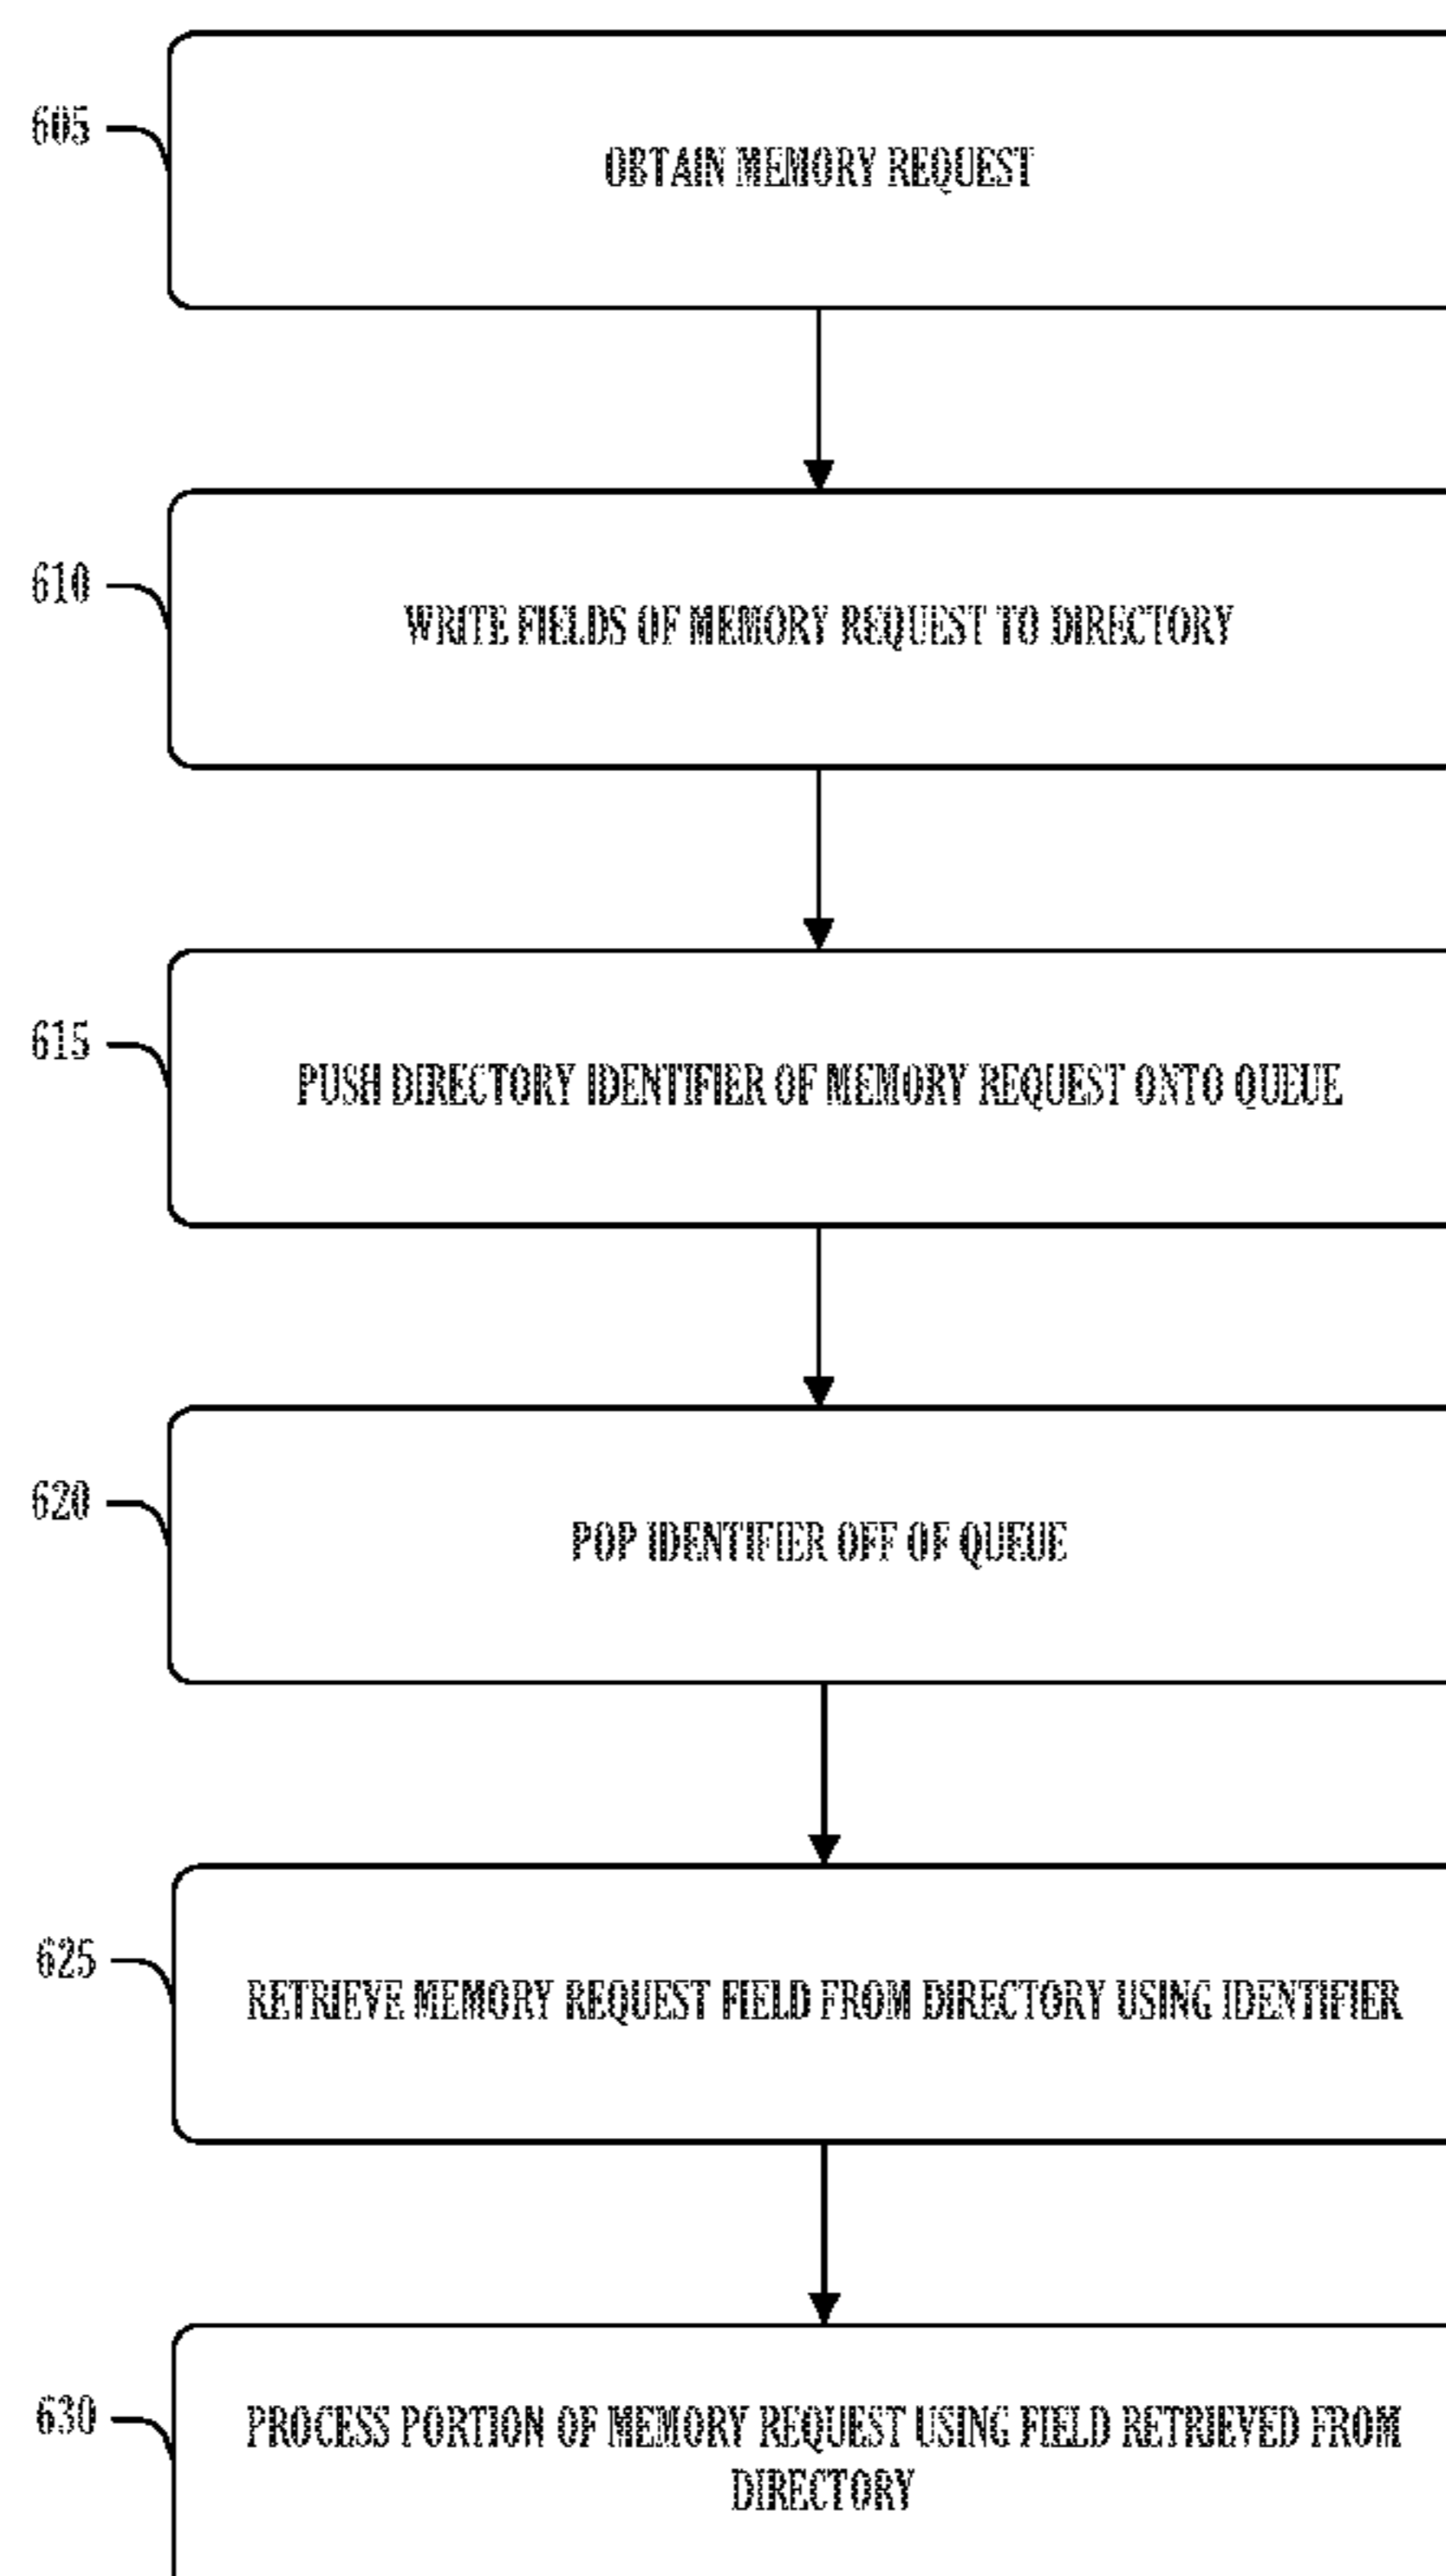 605
OBTAIN MEMORY REQUEST
610
WRITE FIELDS OF MEMORY REQUEST TO DIRECTORY
615
PUSH DIRECTORY IDENTIFIER OF MEMORY REQUEST ONTO QUEUE
620
POP IDENTIFIER OFF OF QUEUE
625
RETRIEVE MEMORY REQUEST FIELD FROM DIRECTORY USING IDENTIFIER
630
PROCESS PORTION OF MEMORY REQUEST USING FIELD RETRIEVED FROM
DIRECTORY